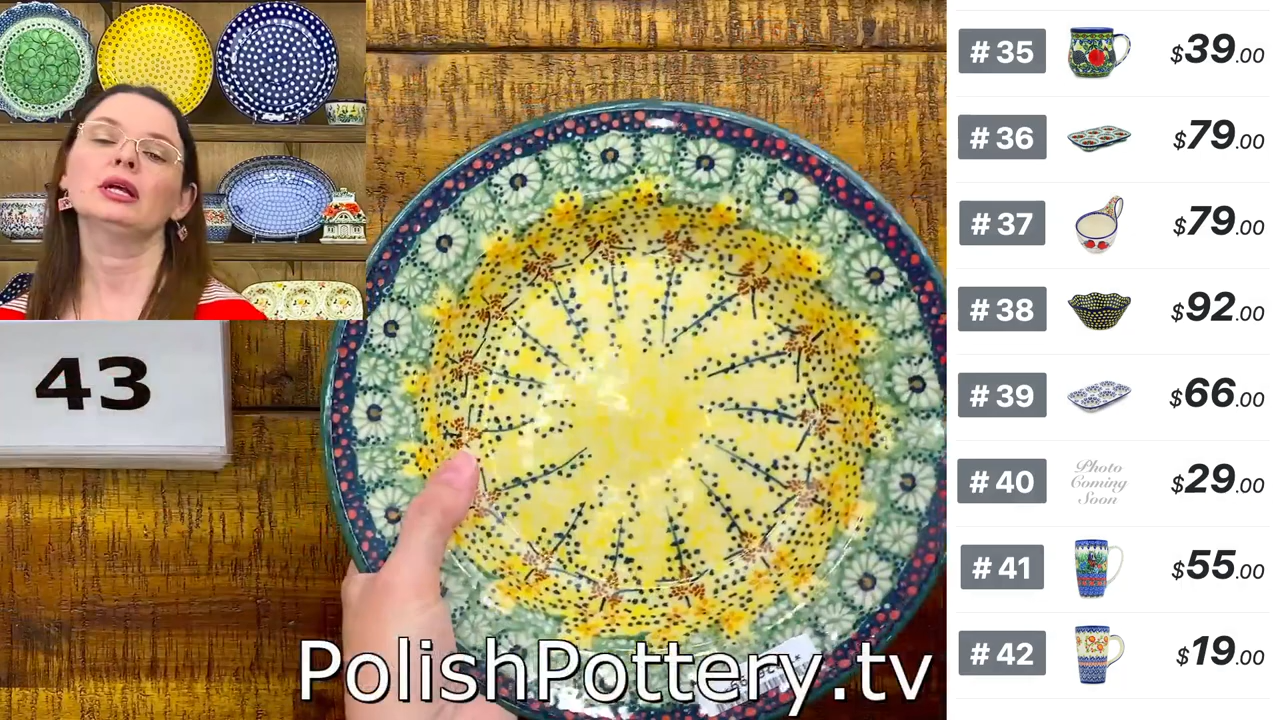 43
PolishPottery.tv
# 35 $39.00
# 36 $79.00
# 37 $79.00
# 38 $92.00
# 39 $66.00
# 40 Photo Coming Soon $29.00
# 41 $55.00
# 42 $19.00